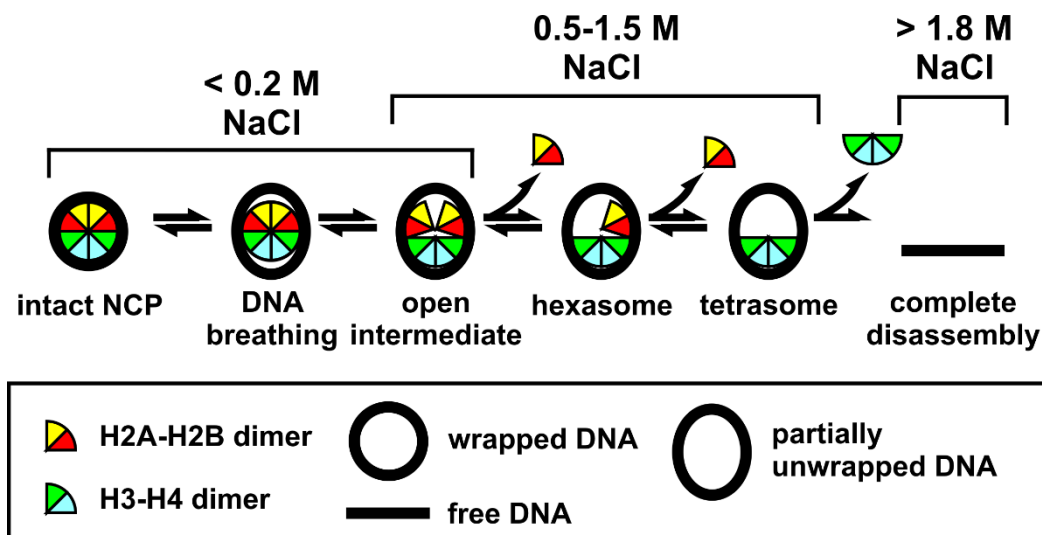 0.5-1.5 M
NaCl
> 1.8 M
NaCl
< 0.2 M
NaCl
intact NCP
DNA
breathing
open
intermediate
hexasome
tetrasome
complete
disassembly
H2A-H2B dimer
wrapped DNA
partially
unwrapped DNA
H3-H4 dimer
free DNA